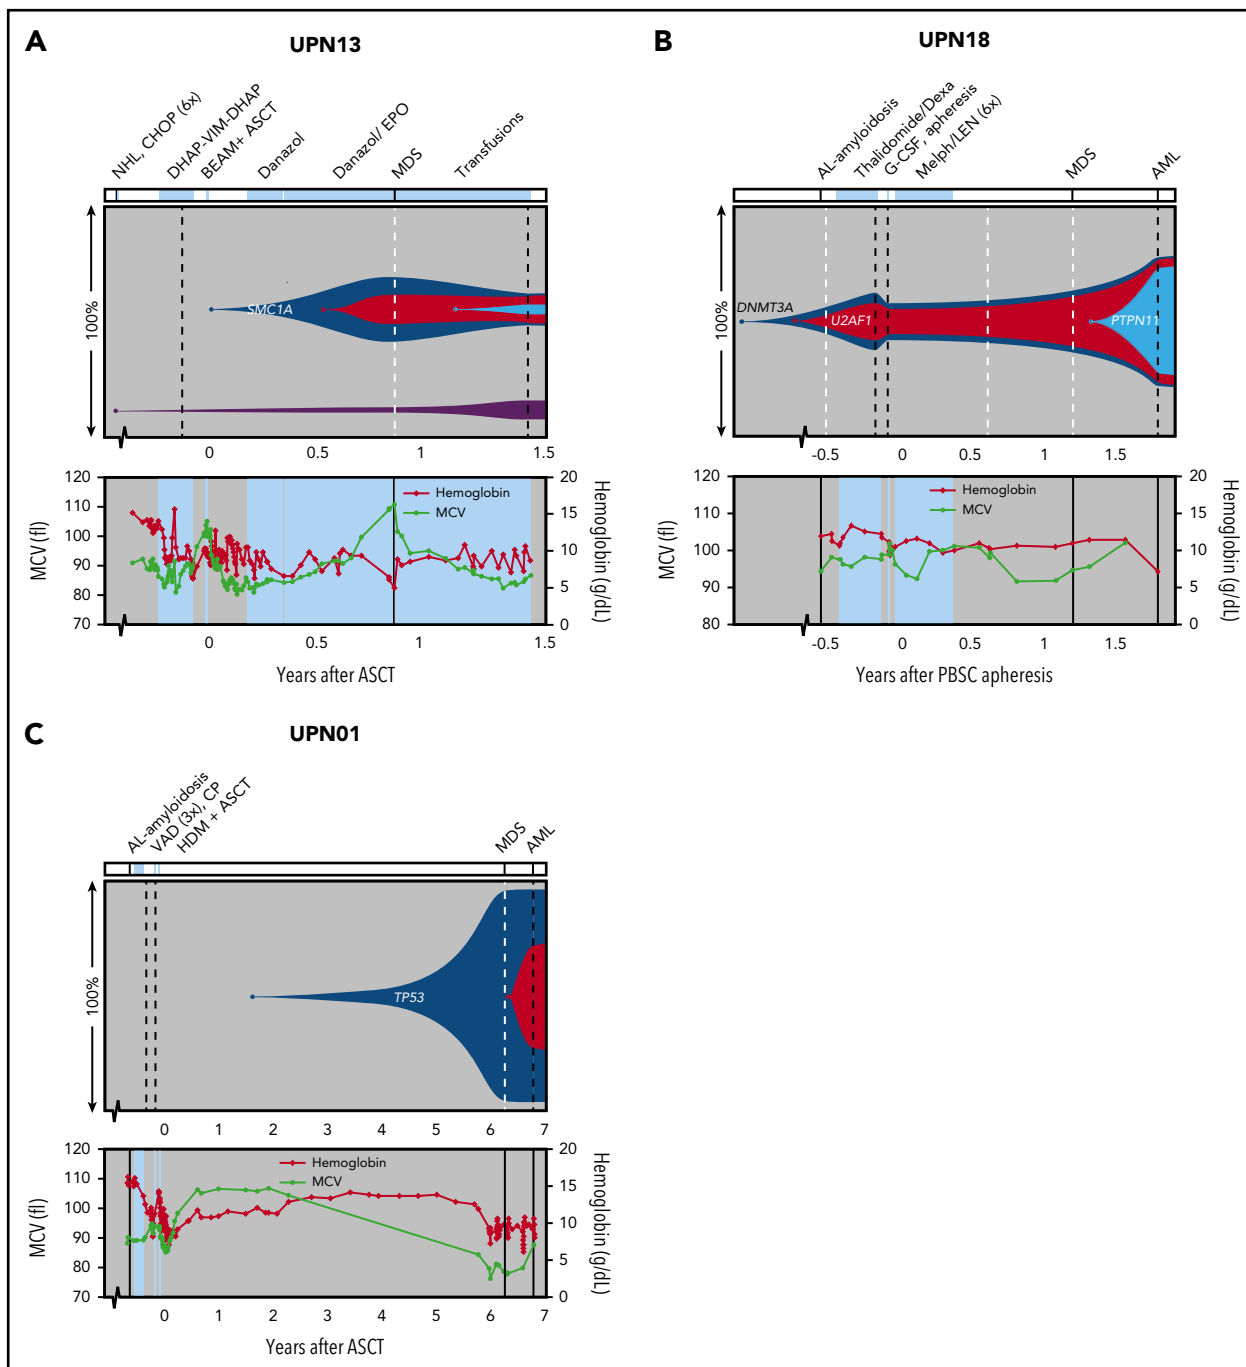 A
UPN13
NHL, CHOP (6x)
DHAP-VIM-DHAP
BEAM+ ASCT
Danazol
Danazol/ EPO
MDS
Transfusions
100%
SMC1A
0
0.5
1
1.5
120
110
100
90
80
70
MCV (fl)
Hemoglobin
MCV
20
15
10
5
0
Hemoglobin (g/dL)
0
0.5
1
1.5
Years after ASCT
B
UPN18
AL-amyloidosis
Thalidomide/Dexa
G-CSF, apheresis
Melph/LEN (6x)
MDS
AML
100%
DNMT3A
U2AF1
PTPN11
-0.5
0
0.5
1
1.5
120
110
100
90
80
MCV (fl)
Hemoglobin
MCV
20
15
10
5
0
Hemoglobin (g/dL)
-0.5
0
0.5
1
1.5
Years after PBSC apheresis
C
UPN01
AL-amyloidosis
VAD (3x), CP
HDM + ASCT
MDS
AML
100%
TP53
0
1
2
3
4
5
6
7
120
110
100
90
80
70
MCV (fl)
Hemoglobin
MCV
20
15
10
5
0
Hemoglobin (g/dL)
0
1
2
3
4
5
6
7
Years after ASCT